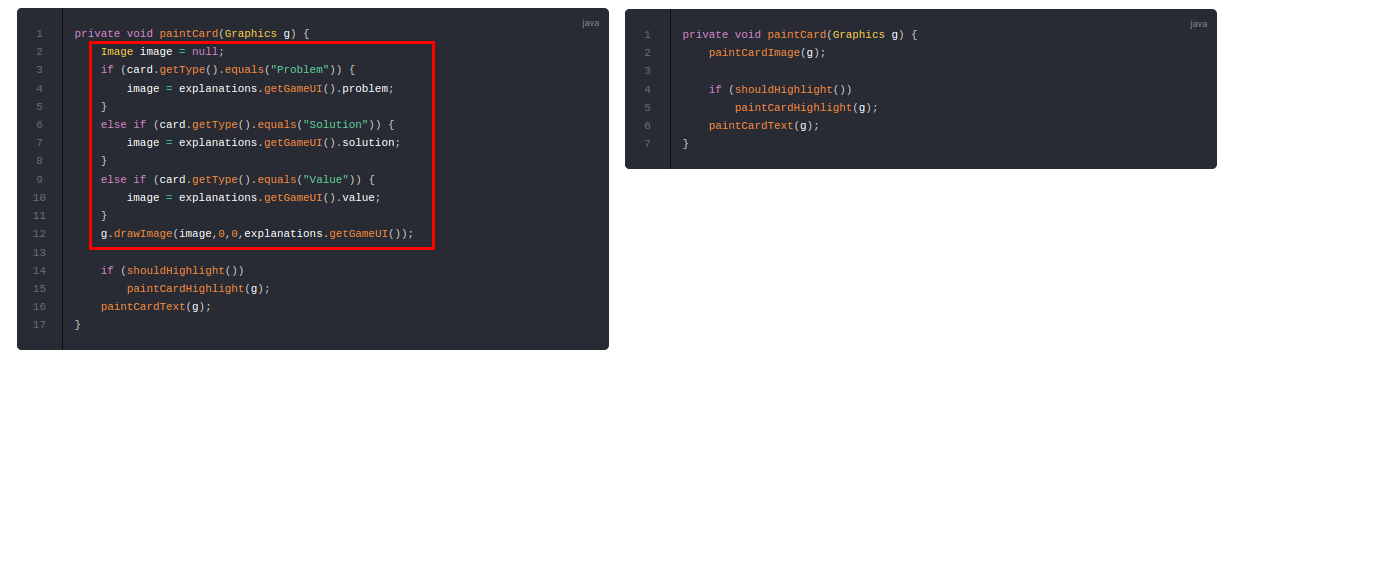 java
1 private void paintCard(Graphics g) {
2     Image image = null;
3     if (card.getType().equals("Problem")) {
4         image = explanations.getGameUI().problem;
5     }
6     else if (card.getType().equals("Solution")) {
7         image = explanations.getGameUI().solution;
8     }
9     else if (card.getType().equals("Value")) {
10         image = explanations.getGameUI().value;
11     }
12     g.drawImage(image,0,0,explanations.getGameUI());
13
14     if (shouldHighlight())
15         paintCardHighlight(g);
16     paintCardText(g);
17 }
java
1 private void paintCard(Graphics g) {
2     paintCardImage(g);
3
4     if (shouldHighlight())
5         paintCardHighlight(g);
6     paintCardText(g);
7 }